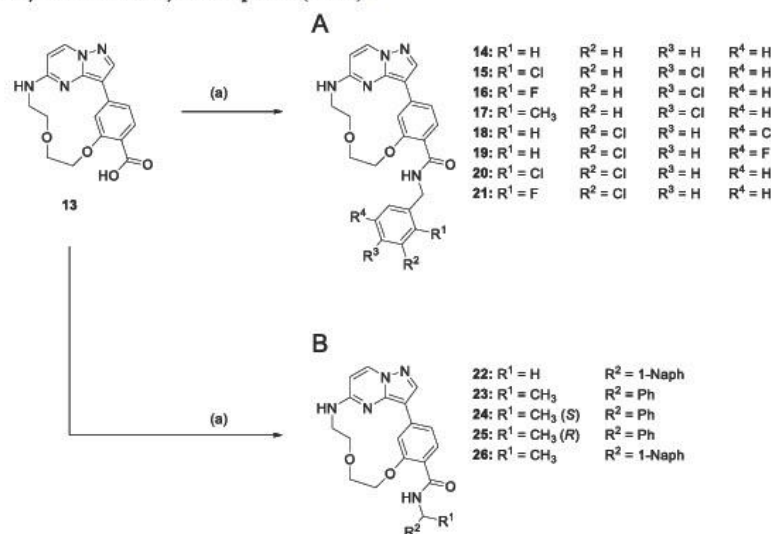 A
14: R¹ = H R² = H R³ = H R⁴ = H
15: R¹ = Cl R² = H R³ = Cl R⁴ = H
16: R¹ = F R² = H R³ = Cl R⁴ = H
17: R¹ = CH₃ R² = H R³ = Cl R⁴ = H
18: R¹ = H R² = Cl R³ = H R⁴ = C
19: R¹ = H R² = Cl R³ = H R⁴ = F
20: R¹ = Cl R² = Cl R³ = H R⁴ = H
21: R¹ = F R² = Cl R³ = H R⁴ = H
N N
N
HN
O
O
HO O
13
(a)
N N
N
HN
O
O
O
HN
R⁴
R¹
R³
R²
B
22: R¹ = H R² = 1-Naph
23: R¹ = CH₃ R² = Ph
24: R¹ = CH₃ (S) R² = Ph
25: R¹ = CH₃ (R) R² = Ph
26: R¹ = CH₃ R² = 1-Naph
(a)
N N
N
HN
O
O
O
HN
R¹
R²